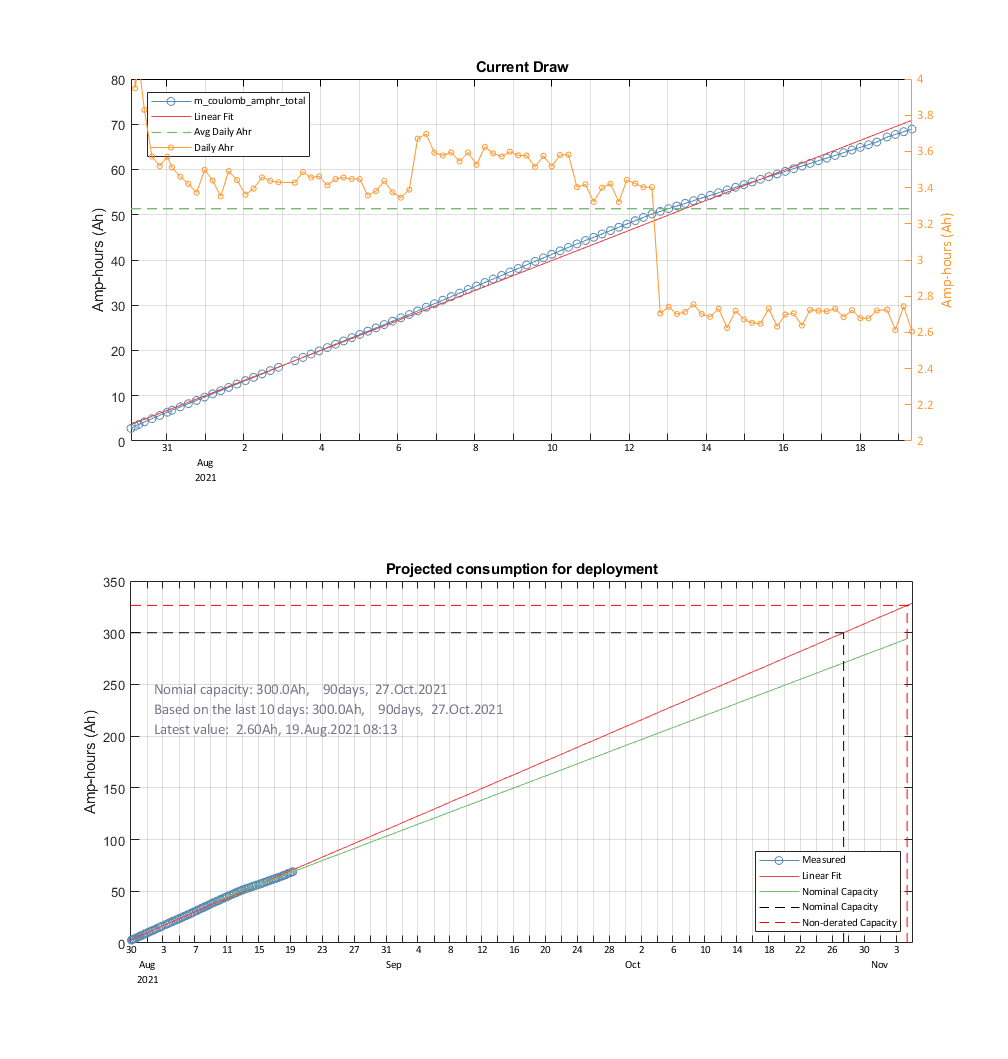 Current Draw
80
70
60
50
40
30
20
10
0
Amp-hours (Ah)
m_coulomb_amphr_total
Linear Fit
Avg Daily Ahr
Daily Ahr
4
3.8
3.6
3.4
3.2
3
2.8
2.6
2.4
2.2
2
Amp-hours (Ah)
31 2 4 6 8 10 12 14 16 18
Aug
2021
Projected consumption for deployment
350
300
250
200
150
100
50
0
Amp-hours (Ah)
Nomial capacity: 300.0Ah, 90days, 27.Oct.2021
Based on the last 10 days: 300.0Ah, 90days, 27.Oct.2021
Latest value: 2.60Ah, 19.Aug.2021 08:13
Measured
Linear Fit
Nominal Capacity
Nominal Capacity
Non-derated Capacity
30 3 7 11 15 19 23 27 31 4 8 12 16 20 24 28 2 6 10 14 18 22 26 30 3
Aug Sep Oct Nov
2021